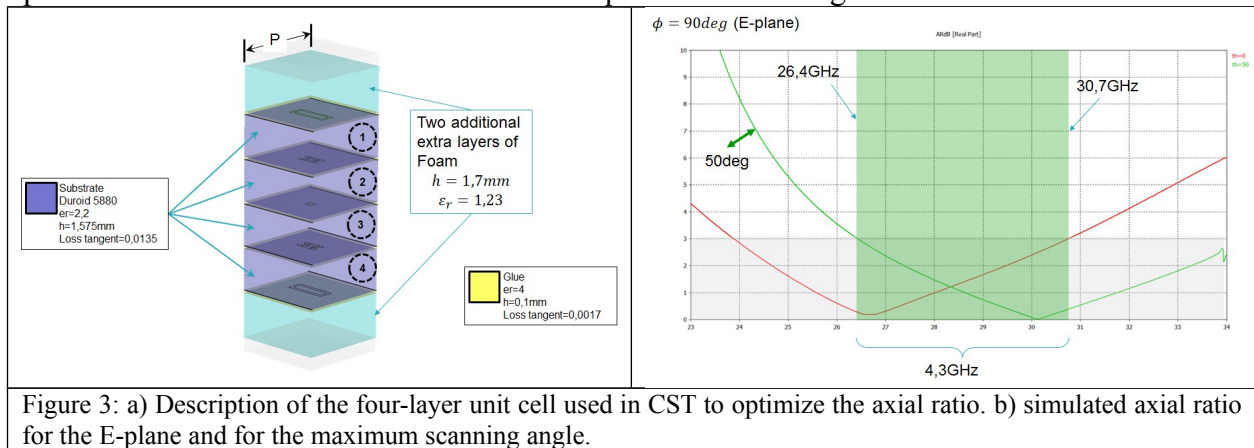 P
1
2
3
4
Substrate
Duroid 5880
er=2,2
h=1,575mm
Loss tangent=0,0135
Two additional
extra layers of
Foam
h = 1,7mm
εr = 1,23
Glue
er=4
h=0,1mm
Loss tangent=0,0017
ϕ = 90deg (E-plane)
ARdB [Real Part]
th=0
th=50
26,4GHz
30,7GHz
50deg
10
9
8
7
6
5
4
3
2
1
0
23 24 25 26 27 28 29 30 31 32 33 34
4,3GHz
Figure 3: a) Description of the four-layer unit cell used in CST to optimize the axial ratio. b) simulated axial ratio
for the E-plane and for the maximum scanning angle.